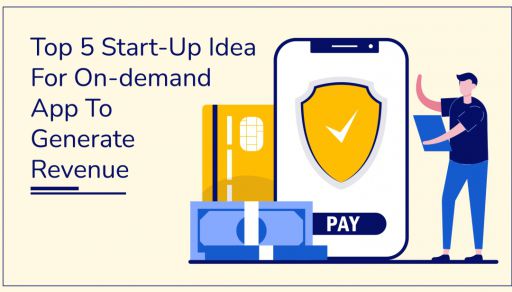 Top 5 Start-Up Idea
For On-demand
App To
Generate
Revenue
PAY